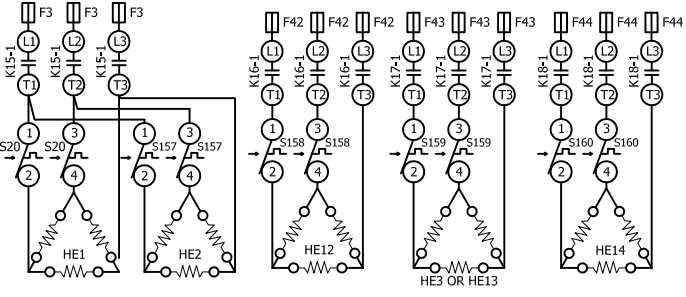 F3 F3 F3 F42 F42 F42 F43 F43 F43 F44 F44 F44
L1 L2 L3 L1 L2 L3 L1 L2 L3 L1 L2 L3
K15-1 K15-1 K15-1 K16-1 K16-1 K16-1 K17-1 K17-1 K17-1 K18-1 K18-1 K18-1
T1 T2 T3 T1 T2 T3 T1 T2 T3 T1 T2 T3
1 3 1 3 1 3 1 3 1 3
S20 S20 S157 S157 S158 S158 S159 S159 S160 S160
2 4 2 4 2 4 2 4 2 4
HE1 HE2 HE12 HE14
HE3 OR HE13